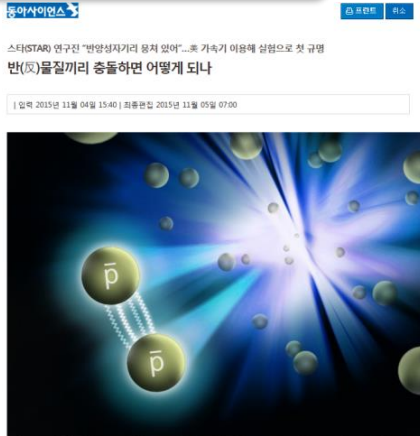 동아사이언스
프린트 취소
스타(STAR) 연구진 "반양성자끼리 뭉쳐 있어"...美 가속기 이용해 실험으로 첫 규명
반(反)물질끼리 충돌하면 어떻게 되나
| 입력 2015년 11월 04일 15:40 | 최종편집 2015년 11월 05일 07:00
p̅
p̅